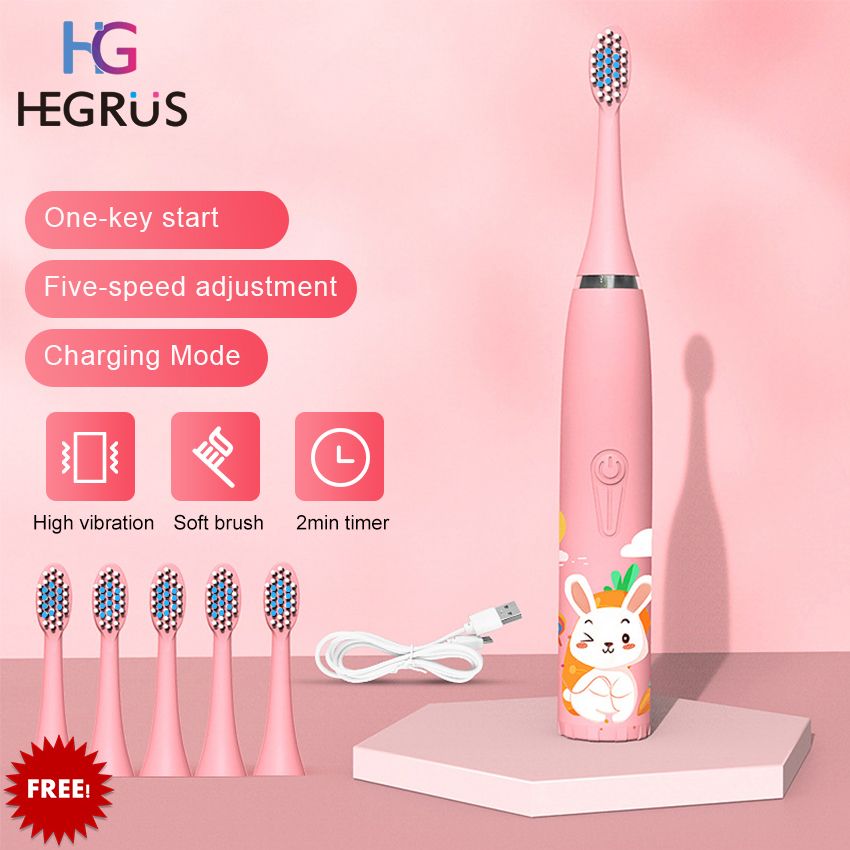 HG
HEGRUS
One-key start
Five-speed adjustment
Charging Mode
High vibration
Soft brush
2min timer
FREE!